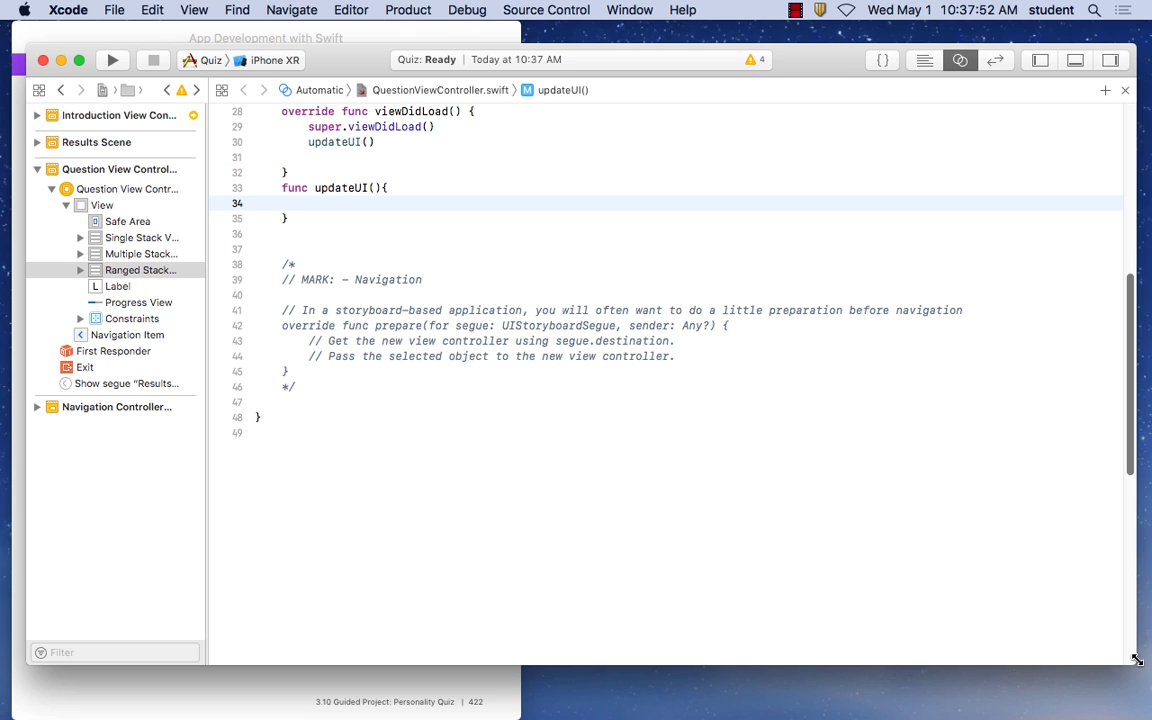 Xcode File Edit View Find Navigate Editor Product Debug Source Control Window Help Wed May 1 10:37:52 AM student
App Development with Swift
Quiz iPhone XR Quiz: Ready | Today at 10:37 AM 4
Automatic QuestionViewController.swift M updateUI()
Introduction View Con...
Results Scene
Question View Control...
Question View Contr...
View
Safe Area
Single Stack V...
Multiple Stack...
Ranged Stack...
L Label
Progress View
Constraints
Navigation Item
First Responder
Exit
Show segue "Results...
Navigation Controller...
Filter
28 override func viewDidLoad() {
29 super.viewDidLoad()
30 updateUI()
31
32 }
33 func updateUI(){
34
35 }
36
37
38 /*
39 // MARK: - Navigation
40
41 // In a storyboard-based application, you will often want to do a little preparation before navigation
42 override func prepare(for segue: UIStoryboardSegue, sender: Any?) {
43 // Get the new view controller using segue.destination.
44 // Pass the selected object to the new view controller.
45 }
46 */
47
48 }
49
3.10 Guided Project: Personality Quiz | 422